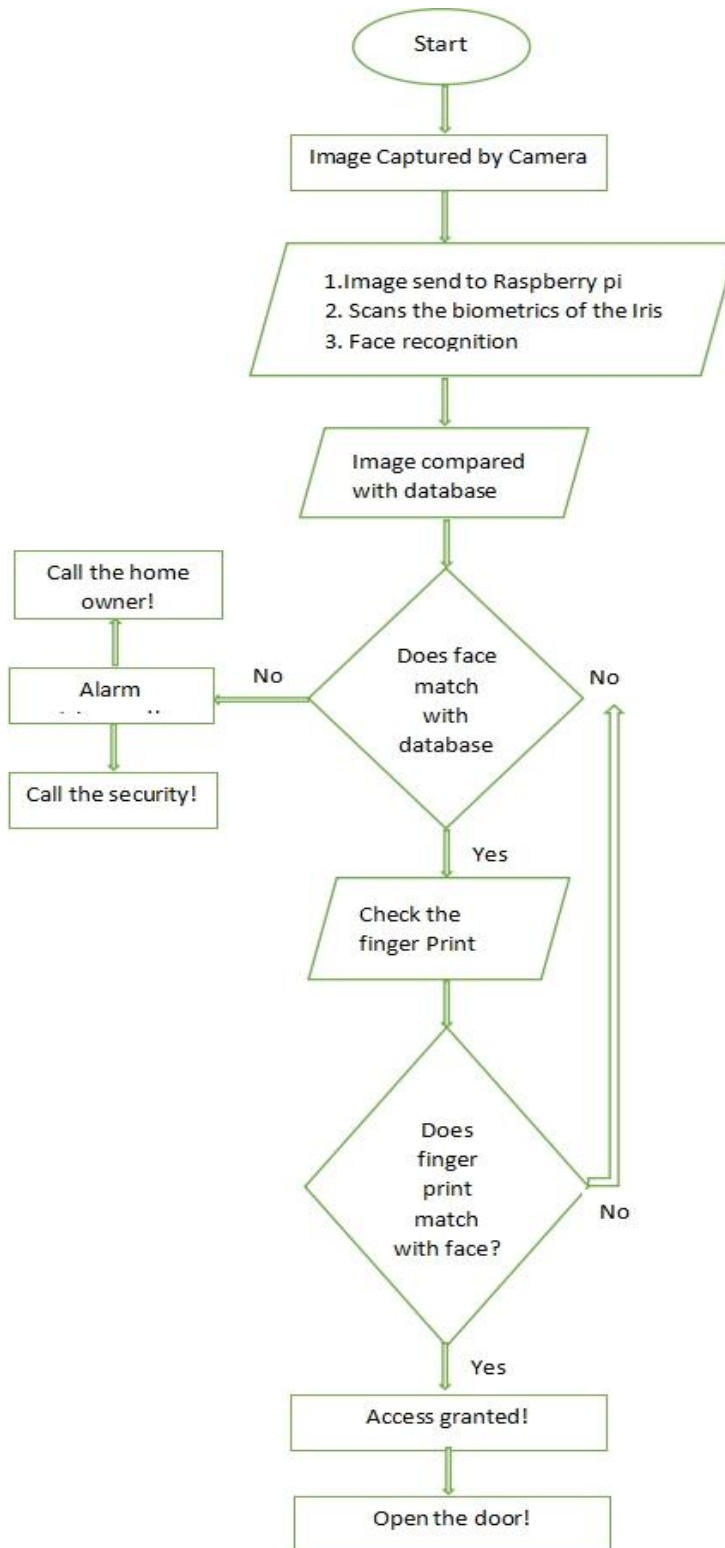 Start
Image Captured by Camera
1.Image send to Raspberry pi
2. Scans the biometrics of the Iris
3. Face recognition
Image compared
with database
Call the home
owner!
No
Alarm
Call the security!
Does face
match
with
database
No
Yes
Check the
finger Print
Does
finger
print
match
with face?
No
Yes
Access granted!
Open the door!